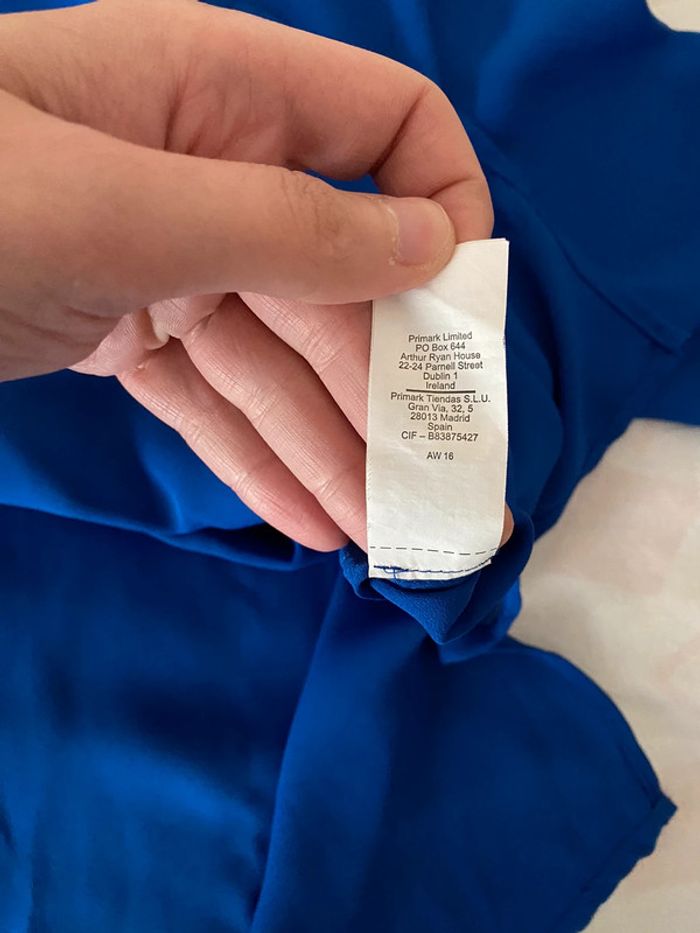 Primark Limited
PO Box 644
Arthur Ryan House
22-24 Parnell Street
Dublin 1
Ireland
Primark Tiendas S.L.U.
Gran Via, 32, 5
28013 Madrid
Spain
CIF – B83875427
AW 16